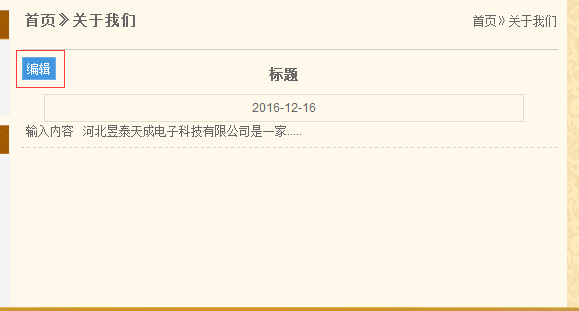 首页》关于我们
首页》关于我们
编辑
标题
2016-12-16
输入内容 河北昱泰天成电子科技有限公司是一家.....